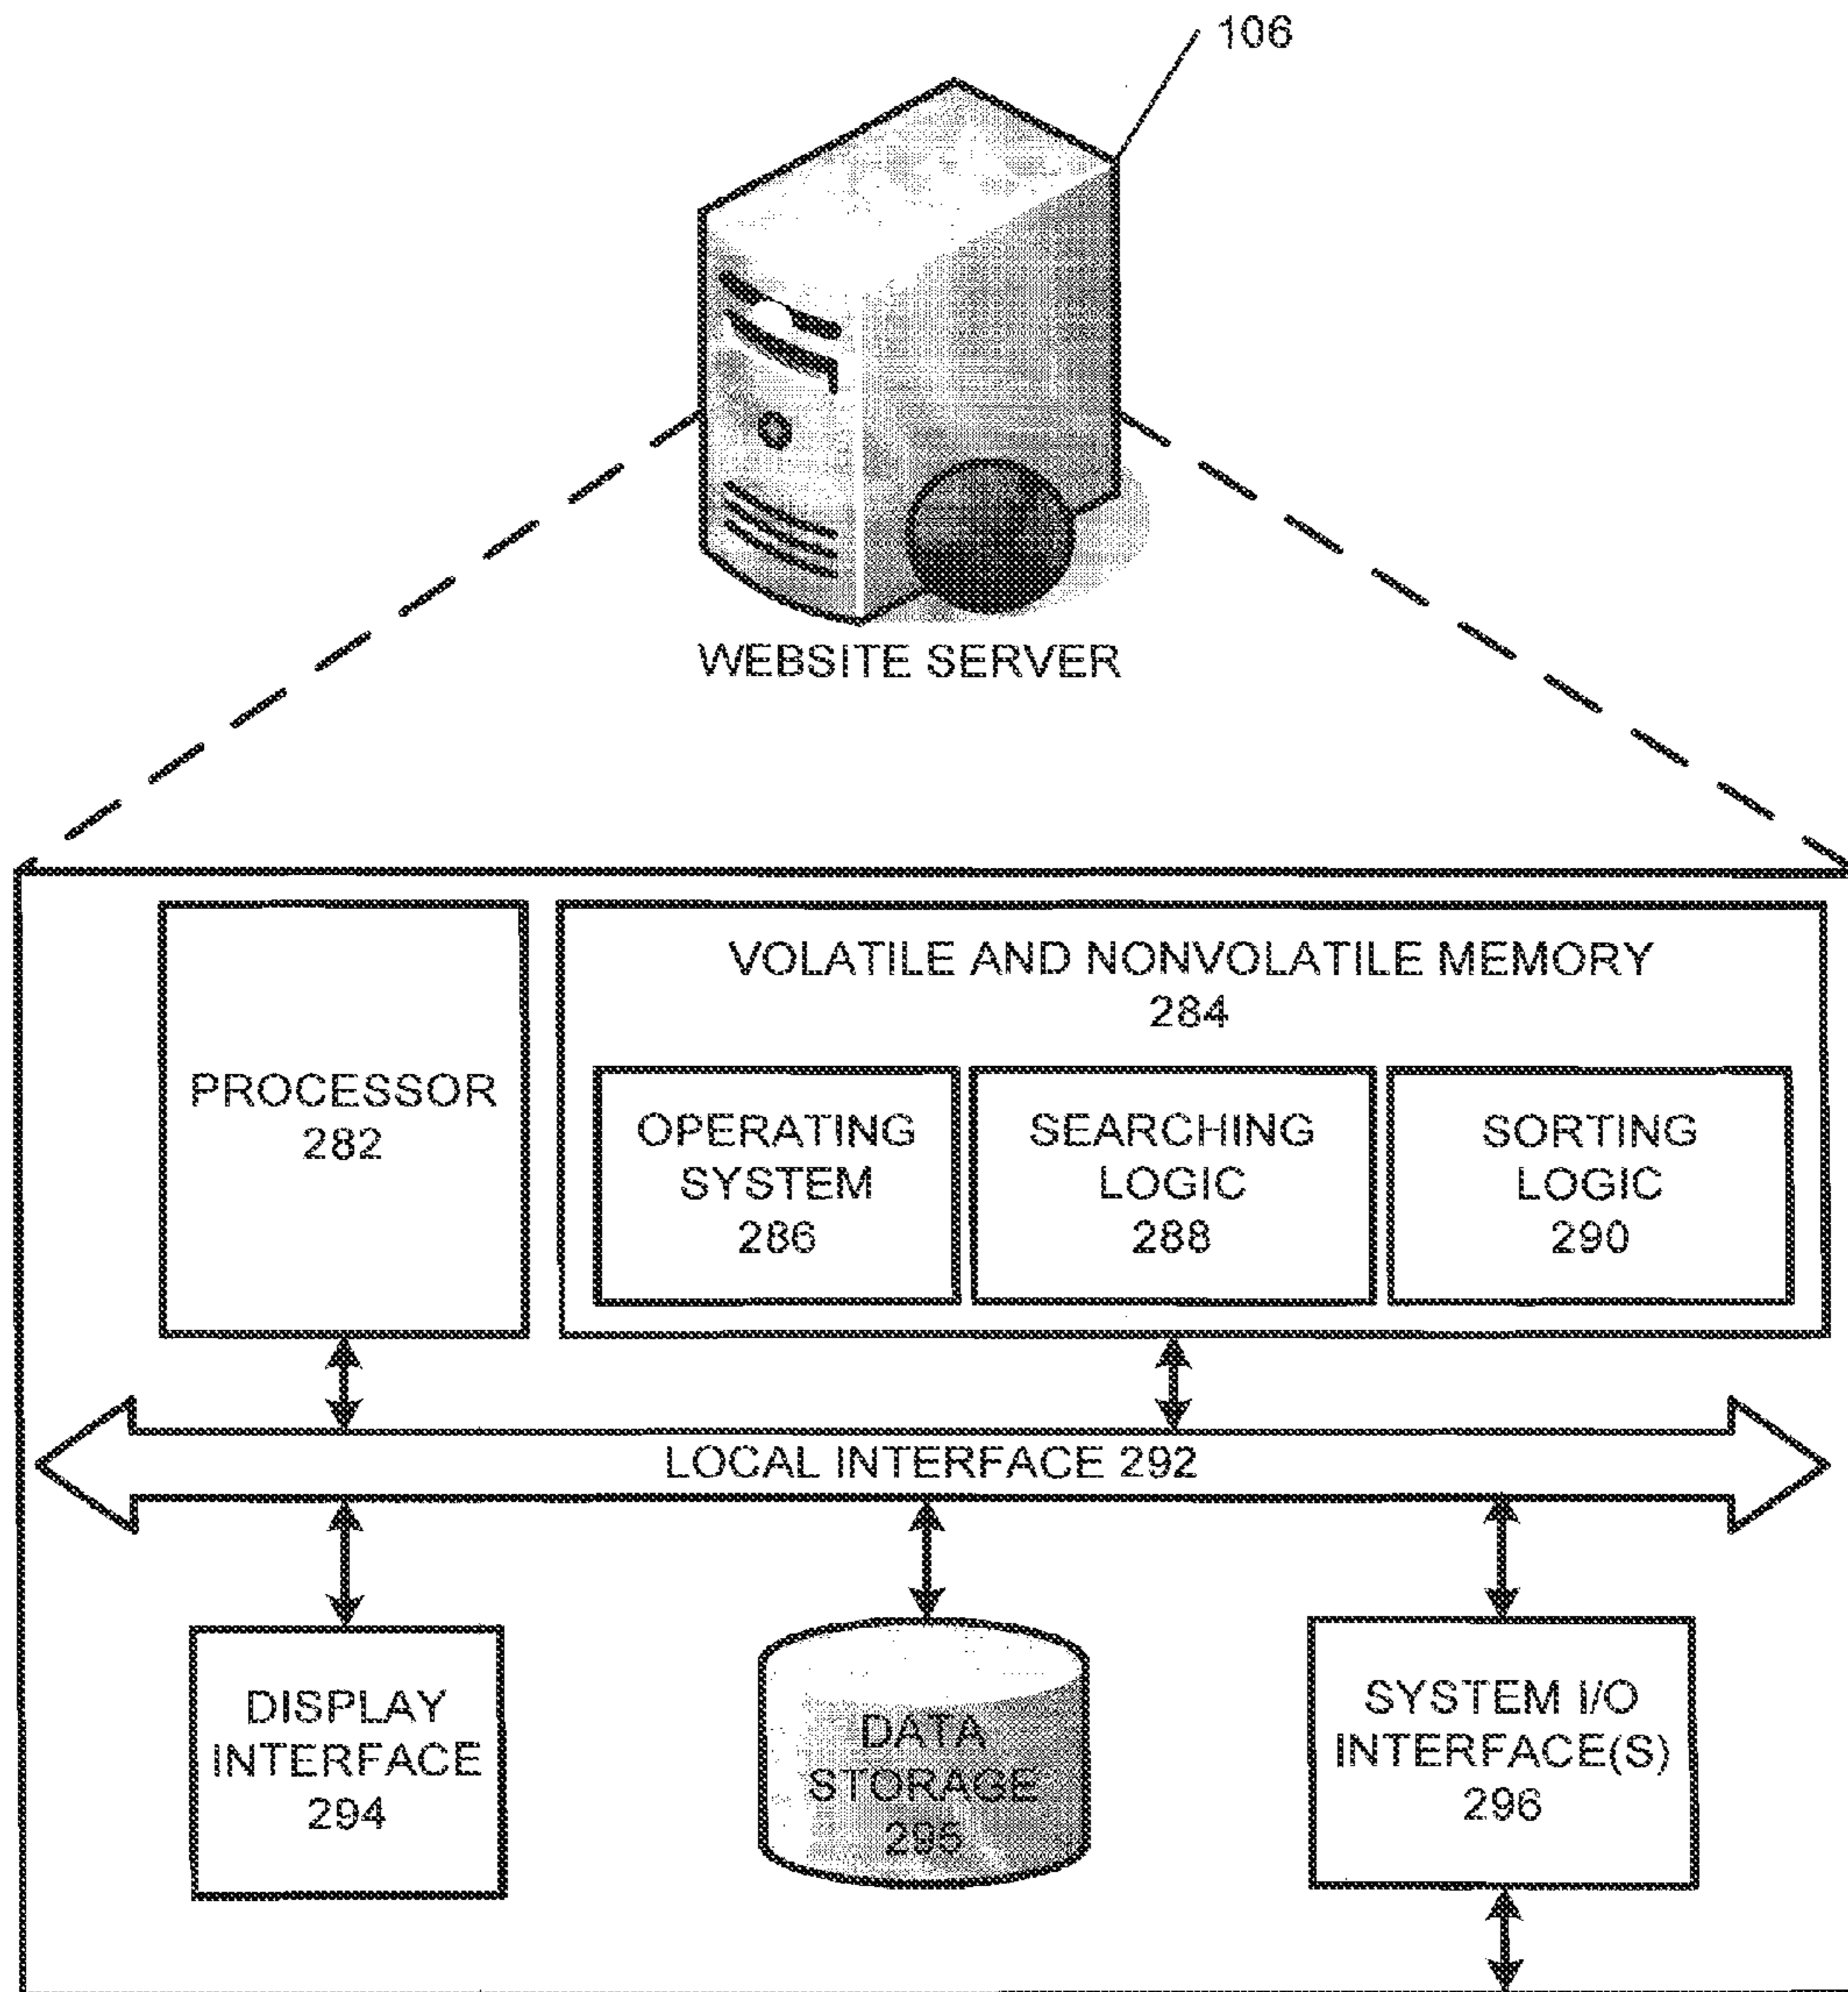 106
WEBSITE SERVER
PROCESSOR
282
VOLATILE AND NONVOLATILE MEMORY
284
OPERATING
SYSTEM
286
SEARCHING
LOGIC
288
SORTING
LOGIC
290
LOCAL INTERFACE 292
DISPLAY
INTERFACE
294
DATA
STORAGE
295
SYSTEM I/O
INTERFACE(S)
296